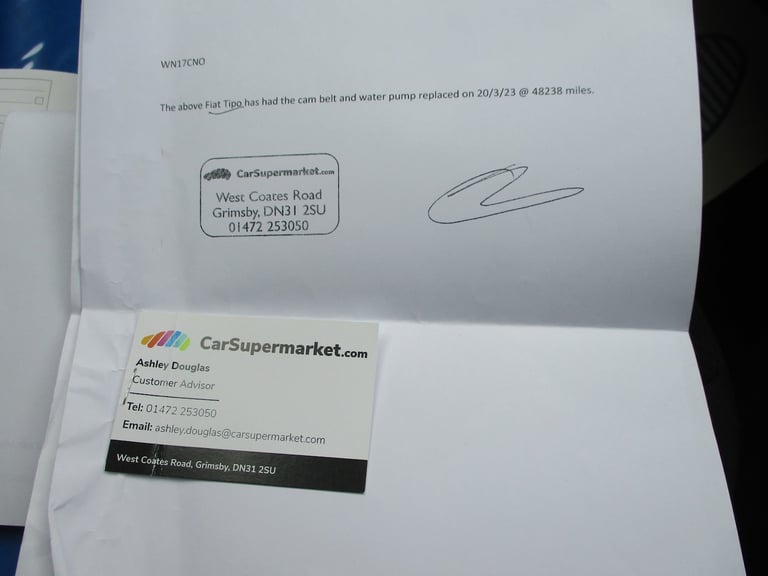 WN17CNO
The above Fiat Tipo has had the cam belt and water pump replaced on 20/3/23 @ 48238 miles.
CarSupermarket.com
West Coates Road
Grimsby, DN31 2SU
01472 253050
CarSupermarket.com
Ashley Douglas
Customer Advisor
Tel: 01472 253050
Email: ashley.douglas@carsupermarket.com
West Coates Road, Grimsby, DN31 2SU